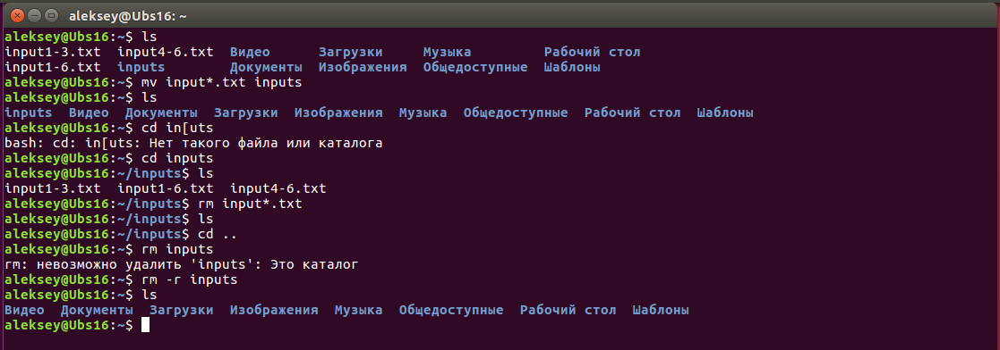 aleksey@Ubs16: ~
aleksey@Ubs16:~$ ls
input1-3.txt  input4-6.txt  Видео      Загрузки     Музыка         Рабочий стол
input1-6.txt  inputs        Документы  Изображения  Общедоступные  Шаблоны
aleksey@Ubs16:~$ mv input*.txt inputs
aleksey@Ubs16:~$ ls
inputs  Видео  Документы  Загрузки  Изображения  Музыка  Общедоступные  Рабочий стол  Шаблоны
aleksey@Ubs16:~$ cd in[uts
bash: cd: in[uts: Нет такого файла или каталога
aleksey@Ubs16:~$ cd inputs
aleksey@Ubs16:~/inputs$ ls
input1-3.txt  input1-6.txt  input4-6.txt
aleksey@Ubs16:~/inputs$ rm input*.txt
aleksey@Ubs16:~/inputs$ ls
aleksey@Ubs16:~/inputs$ cd ..
aleksey@Ubs16:~$ rm inputs
rm: невозможно удалить 'inputs': Это каталог
aleksey@Ubs16:~$ rm -r inputs
aleksey@Ubs16:~$ ls
Видео  Документы  Загрузки  Изображения  Музыка  Общедоступные  Рабочий стол  Шаблоны
aleksey@Ubs16:~$